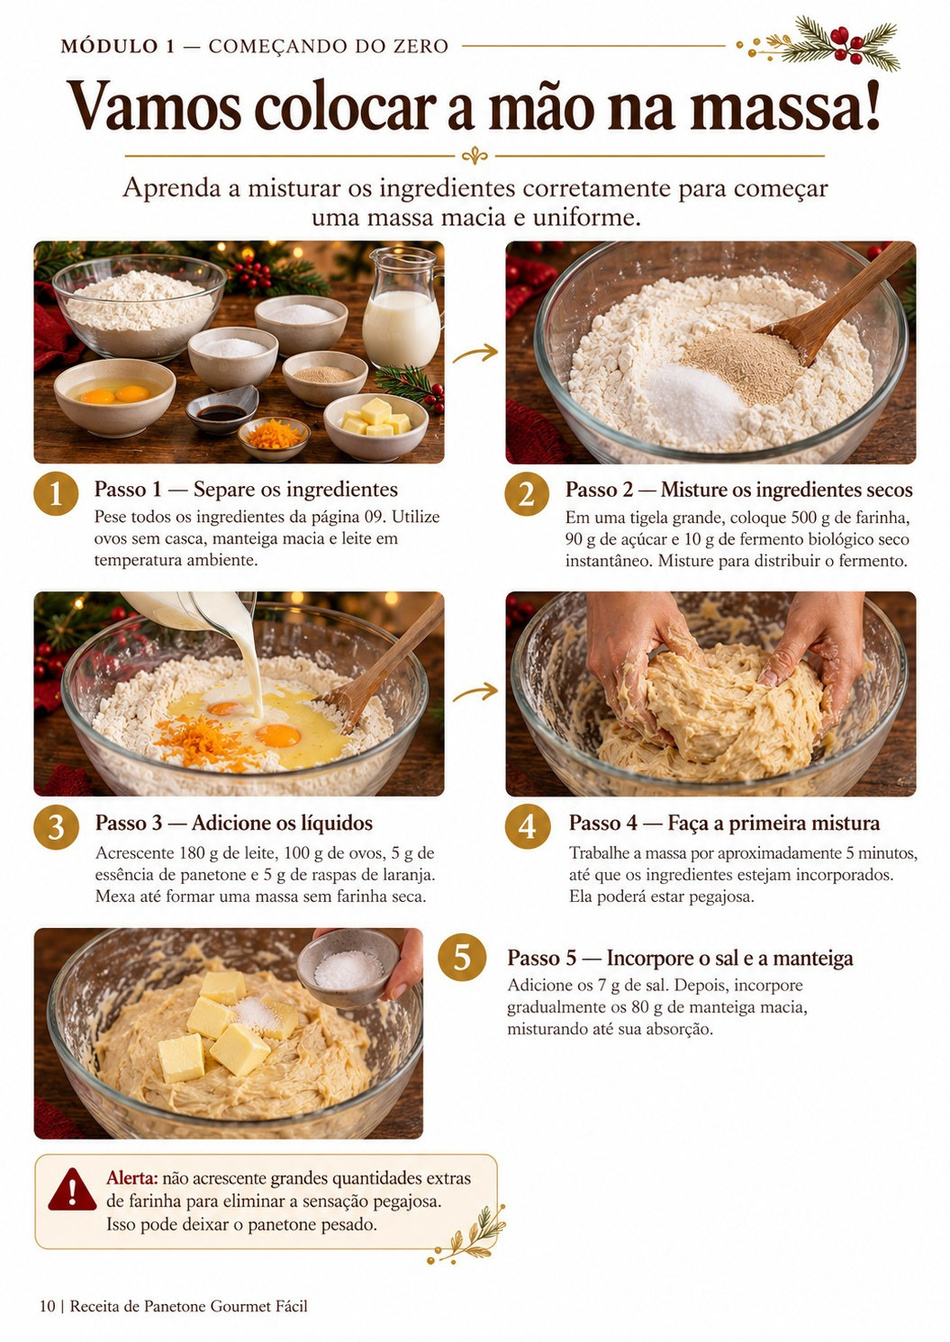 MÓDULO 1 — COMEÇANDO DO ZERO
Vamos colocar a mão na massa!
Aprenda a misturar os ingredientes corretamente para começar
uma massa macia e uniforme.
1
Passo 1 — Separe os ingredientes
Pese todos os ingredientes da página 09. Utilize
ovos sem casca, manteiga macia e leite em
temperatura ambiente.
2
Passo 2 — Misture os ingredientes secos
Em uma tigela grande, coloque 500 g de farinha,
90 g de açúcar e 10 g de fermento biológico seco
instantâneo. Misture para distribuir o fermento.
3
Passo 3 — Adicione os líquidos
Acrescente 180 g de leite, 100 g de ovos, 5 g de
essência de panetone e 5 g de raspas de laranja.
Mexa até formar uma massa sem farinha seca.
4
Passo 4 — Faça a primeira mistura
Trabalhe a massa por aproximadamente 5 minutos,
até que os ingredientes estejam incorporados.
Ela poderá estar pegajosa.
5
Passo 5 — Incorpore o sal e a manteiga
Adicione os 7 g de sal. Depois, incorpore
gradualmente os 80 g de manteiga macia,
misturando até sua absorção.
Alerta: não acrescente grandes quantidades extras
de farinha para eliminar a sensação pegajosa.
Isso pode deixar o panetone pesado.
10 | Receita de Panetone Gourmet Fácil